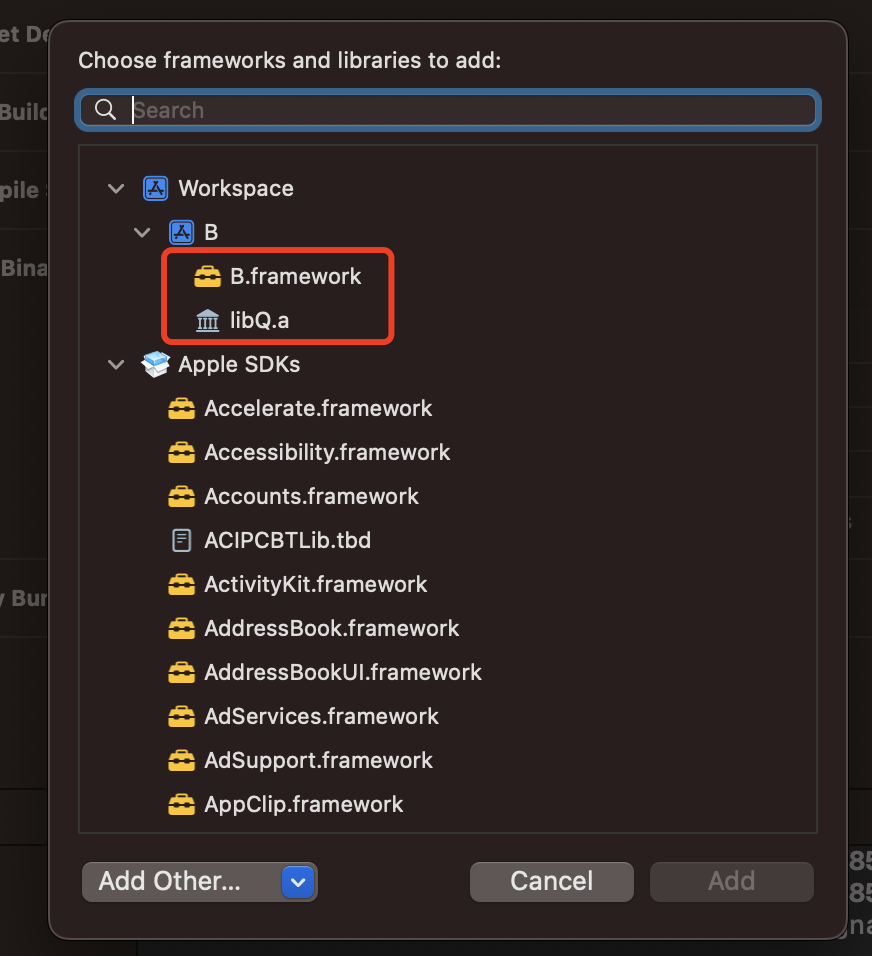 et De
Choose frameworks and libraries to add:
Build
Search
pile
Workspace
B
Bina
B.framework
libQ.a
Apple SDKs
Accelerate.framework
Accessibility.framework
Accounts.framework
ACIPCBTLib.tbd
ActivityKit.framework
y Bun
AddressBook.framework
AddressBookUI.framework
AdServices.framework
AdSupport.framework
AppClip.framework
Add Other...
Cancel
Add
85
85
gna